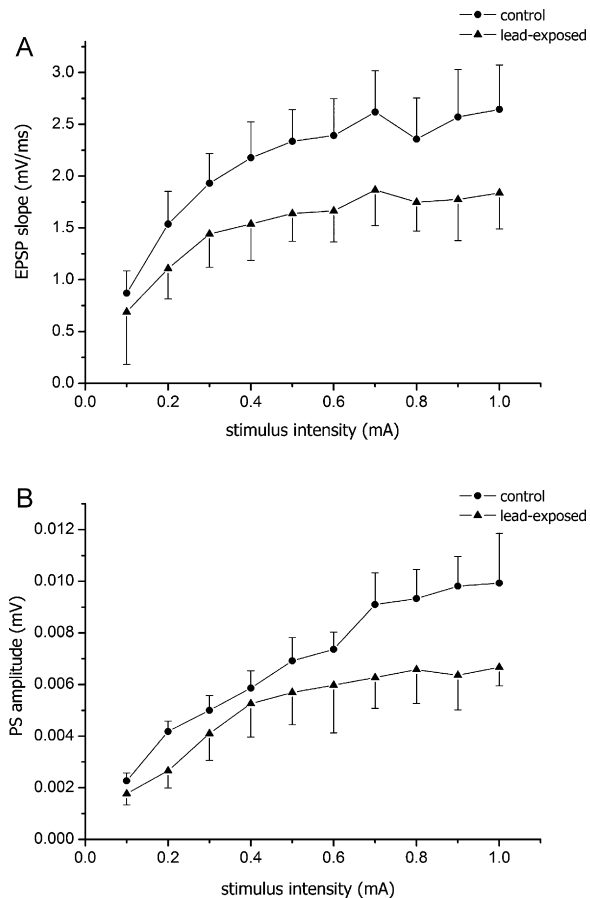 control
lead-exposed
A
3.0
2.5
2.0
1.5
1.0
0.5
0.0
EPSP slope (mV/ms)
0.0 0.2 0.4 0.6 0.8 1.0
stimulus intensity (mA)
B
control
lead-exposed
0.012
0.010
0.008
0.006
0.004
0.002
0.000
PS amplitude (mV)
0.0 0.2 0.4 0.6 0.8 1.0
stimulus intensity (mA)